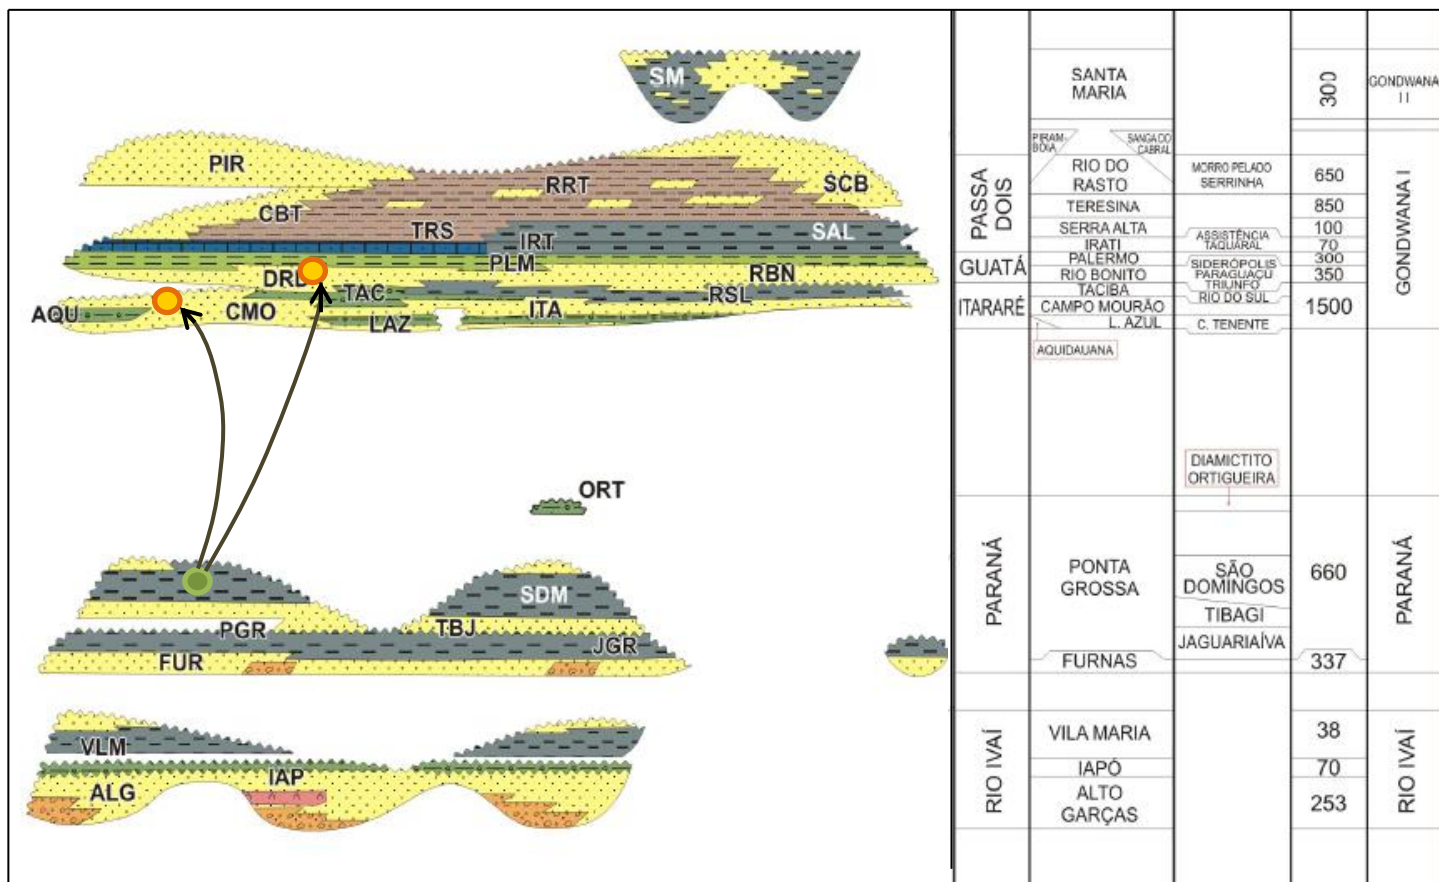 SM
PIR
RRT
SCB
CBT
TRS
IRT
SAL
PLM
DRD
RBN
TAC
RSL
AQU
CMO
ITA
LAZ
ORT
SDM
PGR
TBJ
JGR
FUR
VLM
IAP
ALG
SANTA
MARIA
300
GONDWANA
II
PIRAM-
BÓIA
SANGA DO
CABRAL
PASSA
DOIS
RIO DO
RASTO
MORRO PELADO
SERRINHA
650
GONDWANA I
TERESINA
850
SERRA ALTA
100
ASSISTÊNCIA
IRATI
TAQUARAL
70
GUATÁ
PALERMO
SIDERÓPOLIS
300
RIO BONITO
PARAGUAÇU
350
TRIUNFO
ITARARÉ
TACIBA
RIO DO SUL
CAMPO MOURÃO
1500
L. AZUL
C. TENENTE
AQUIDAUANA
DIAMICTITO
ORTIGUEIRA
PARANÁ
PONTA
GROSSA
SÃO
DOMINGOS
660
PARANÁ
TIBAGI
JAGUARIAÍVA
FURNAS
337
RIO IVAÍ
VILA MARIA
38
RIO IVAÍ
IAPÓ
70
ALTO
GARÇAS
253